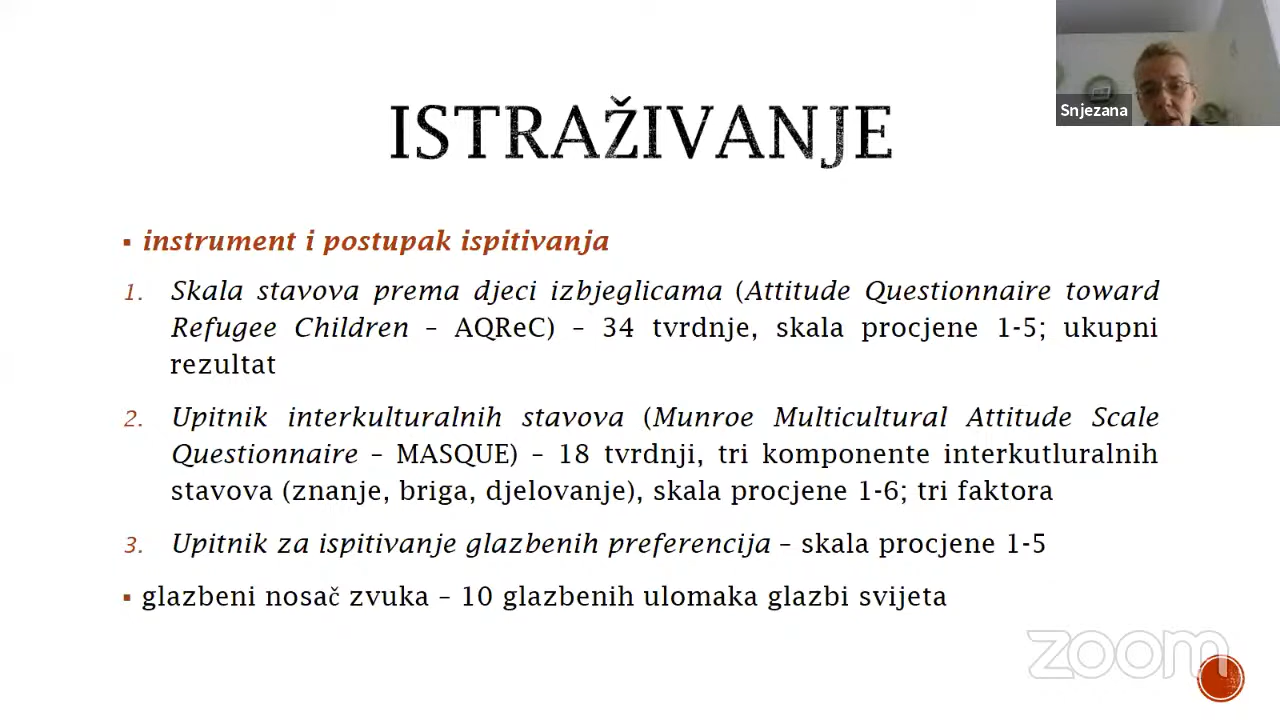 Snjezana
ISTRAŽIVANJE
▪ instrument i postupak ispitivanja
1. Skala stavova prema djeci izbjeglicama (Attitude Questionnaire toward
Refugee Children – AQReC) – 34 tvrdnje, skala procjene 1-5; ukupni
rezultat
2. Upitnik interkulturalnih stavova (Munroe Multicultural Attitude Scale
Questionnaire – MASQUE) – 18 tvrdnji, tri komponente interkutluralnih
stavova (znanje, briga, djelovanje), skala procjene 1-6; tri faktora
3. Upitnik za ispitivanje glazbenih preferencija – skala procjene 1-5
▪ glazbeni nosač zvuka – 10 glazbenih ulomaka glazbi svijeta
zoom